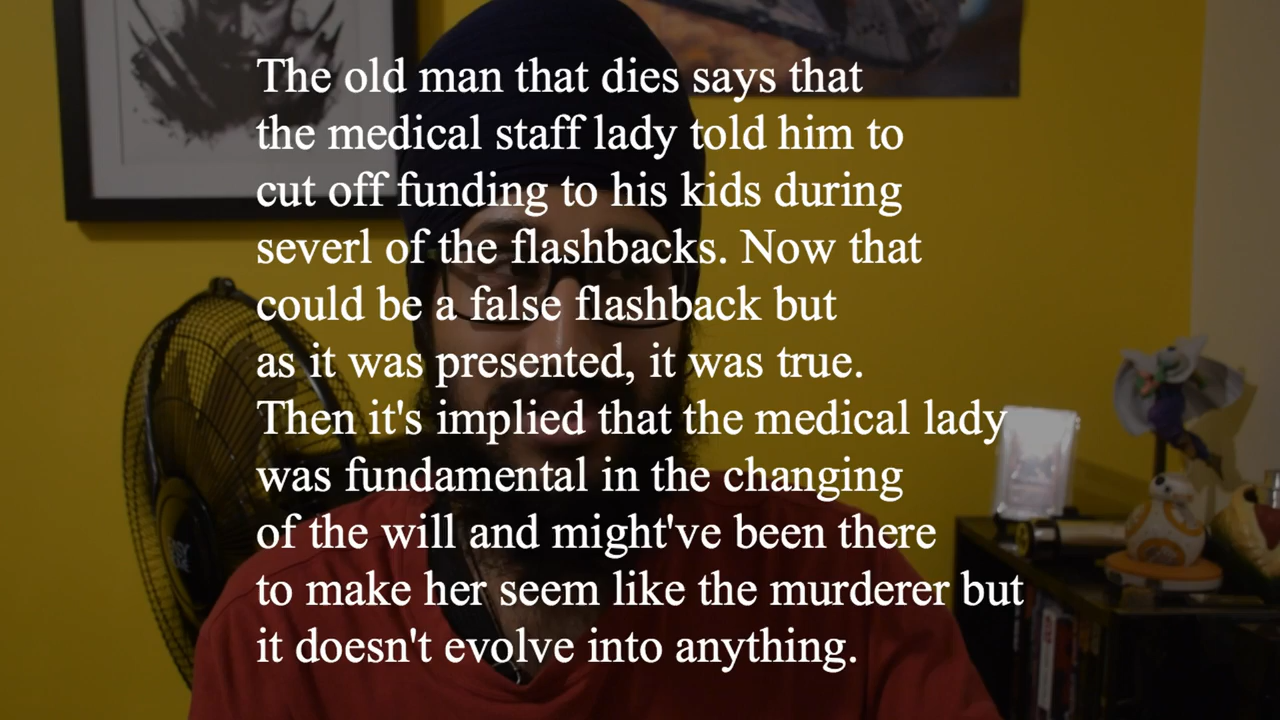 The old man that dies says that
the medical staff lady told him to
cut off funding to his kids during
severl of the flashbacks. Now that
could be a false flashback but
as it was presented, it was true.
Then it's implied that the medical lady
was fundamental in the changing
of the will and might've been there
to make her seem like the murderer but
it doesn't evolve into anything.